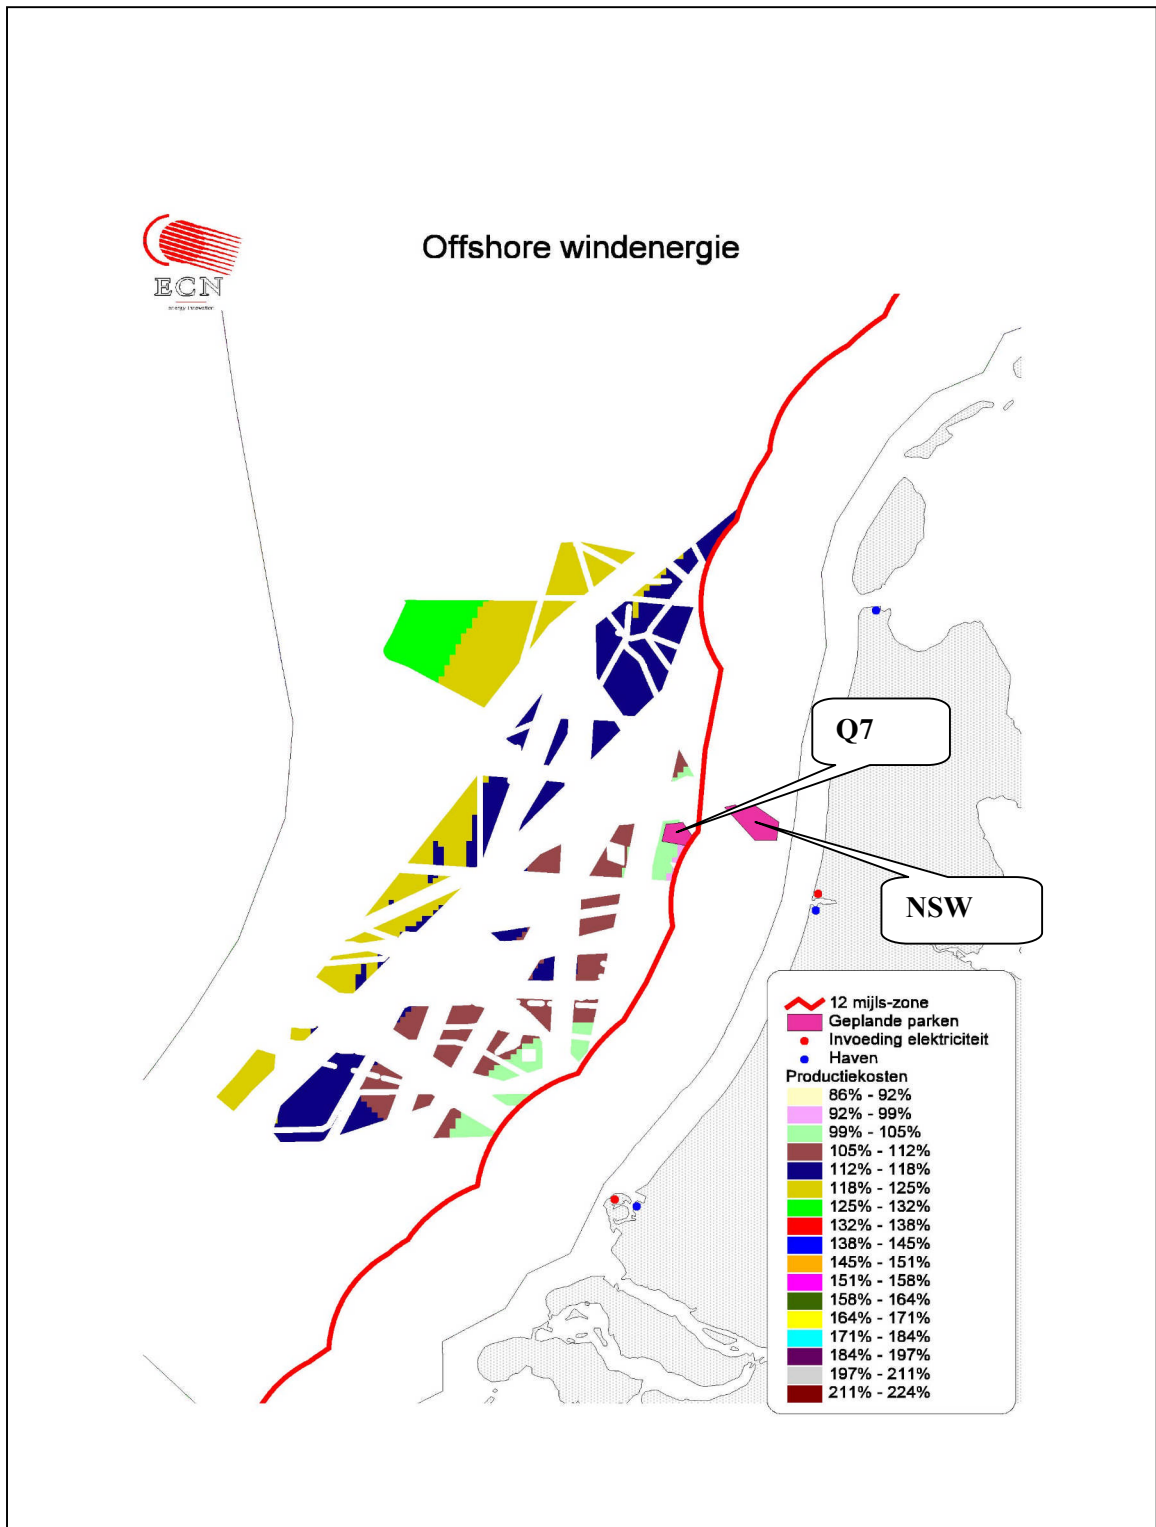 Offshore windenergie
ECN
energy innovation
Q7
NSW
12 mijls-zone
Geplande parken
Invoeding elektriciteit
Haven
Productiekosten
86% - 92%
92% - 99%
99% - 105%
105% - 112%
112% - 118%
118% - 125%
125% - 132%
132% - 138%
138% - 145%
145% - 151%
151% - 158%
158% - 164%
164% - 171%
171% - 184%
184% - 197%
197% - 211%
211% - 224%